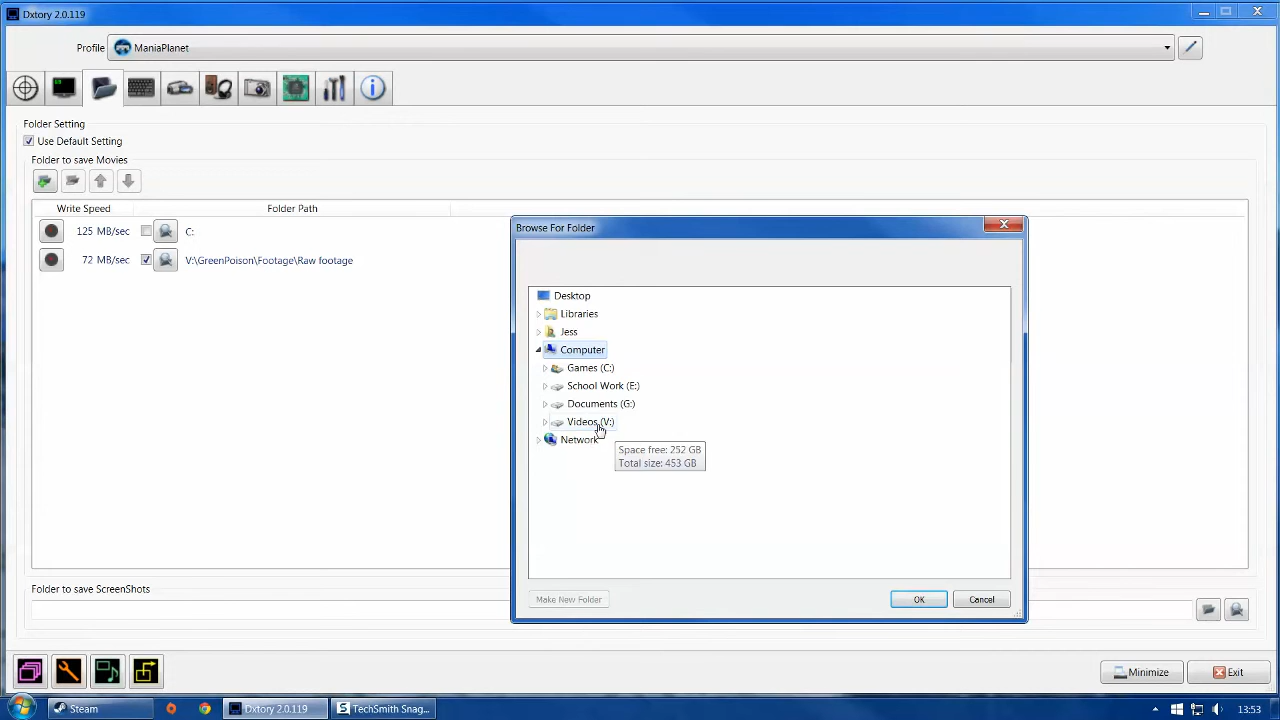 Dxtory 2.0.119
Profile
ManiaPlanet
Folder Setting
Use Default Setting
Folder to save Movies
Write Speed
Folder Path
125 MB/sec
C:
72 MB/sec
V:\GreenPoison\Footage\Raw footage
Browse For Folder
Desktop
Libraries
Jess
Computer
Games (C:)
School Work (E:)
Documents (G:)
Videos (V:)
Network
Space free: 252 GB
Total size: 453 GB
Make New Folder
OK
Cancel
Folder to save ScreenShots
Minimize
Exit
Steam
Dxtory 2.0.119
TechSmith Snag...
13:53